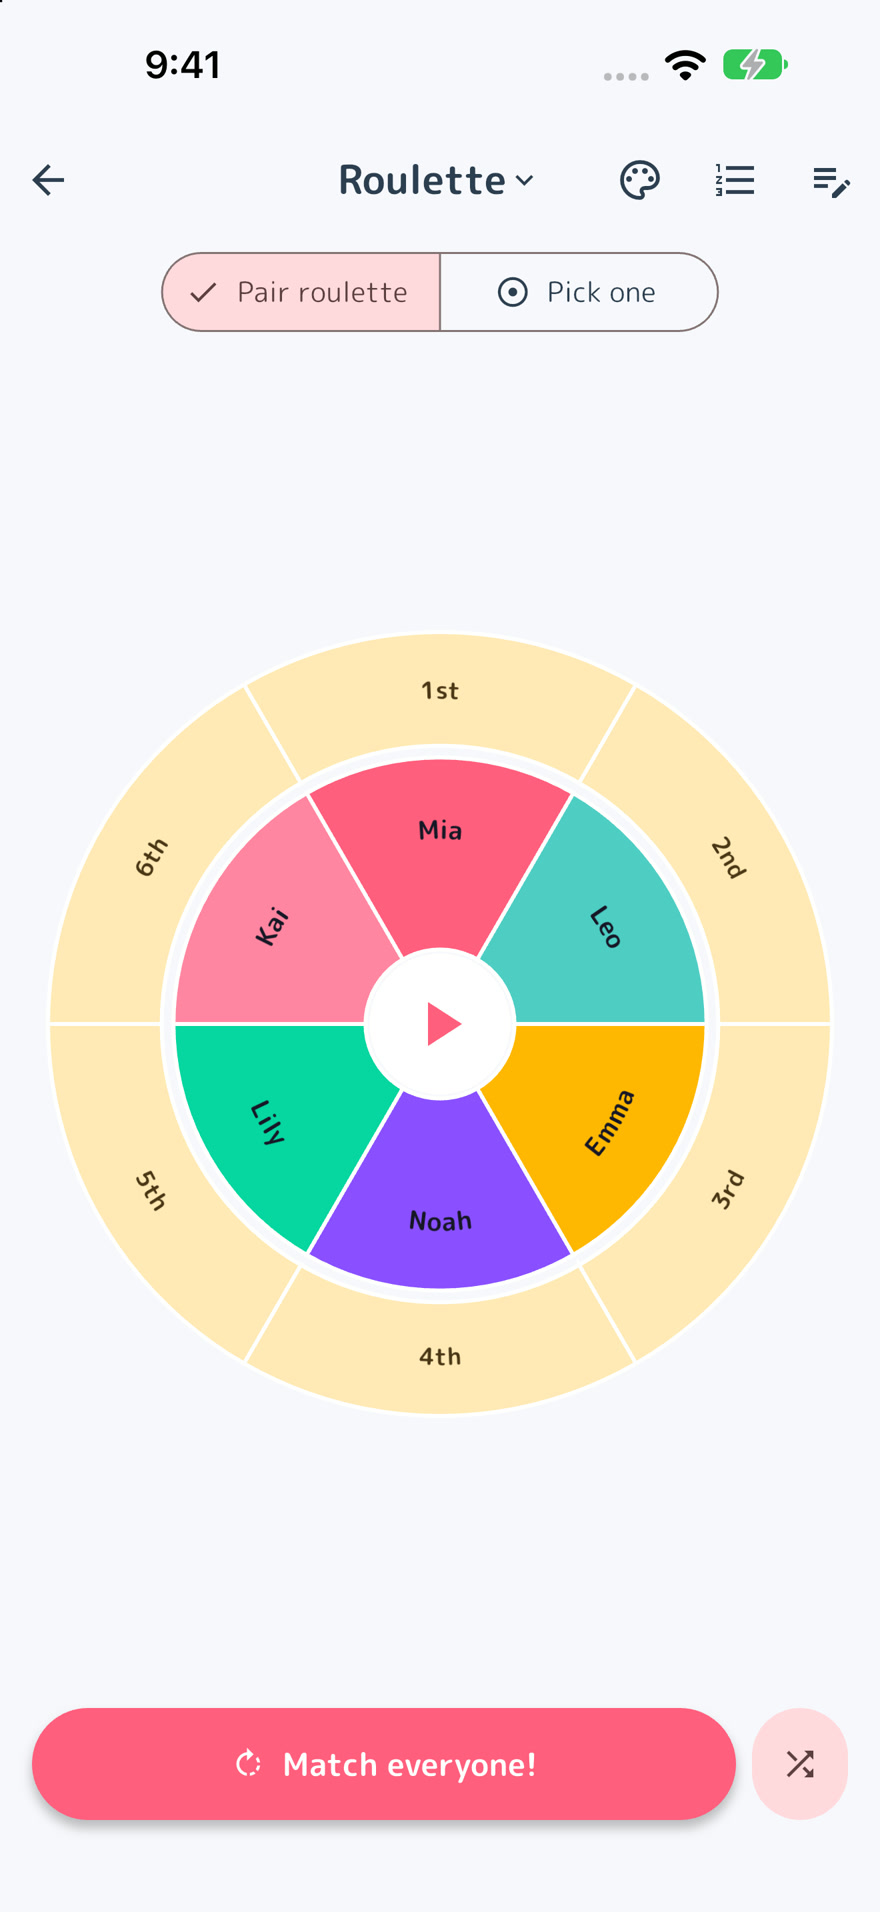 9:41
Roulette
Pair roulette
Pick one
1st
2nd
3rd
4th
5th
6th
Mia
Leo
Emma
Noah
Lily
Kai
Match everyone!